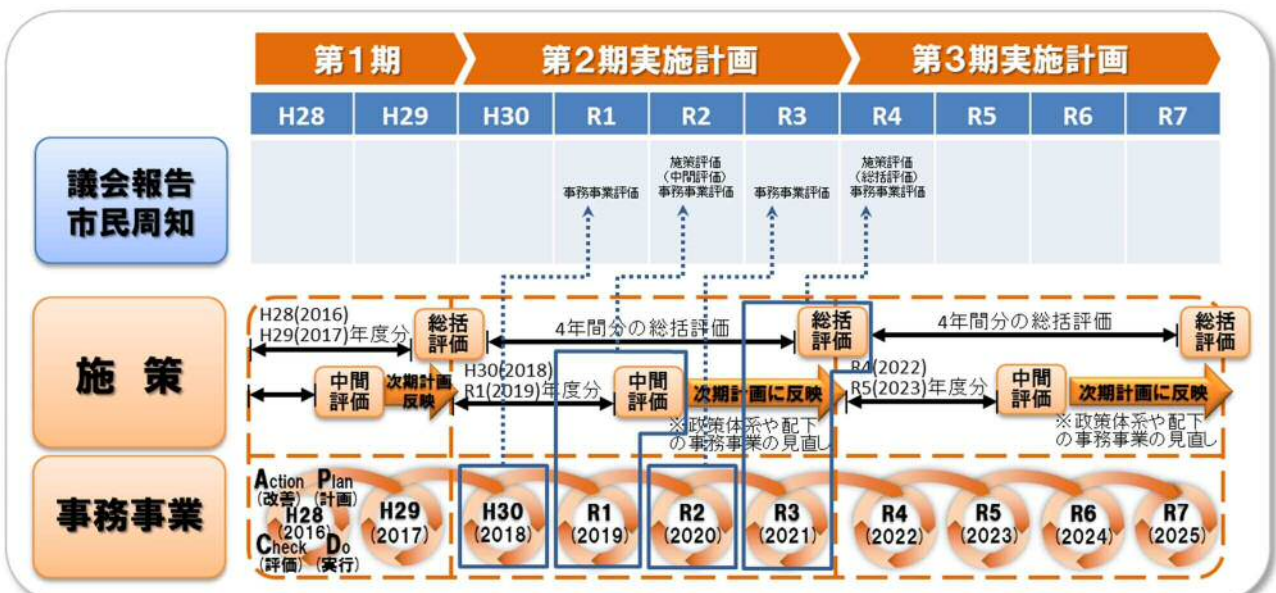 第1期
第2期実施計画
第3期実施計画
H28
H29
H30
R1
R2
R3
R4
R5
R6
R7
議会報告
市民周知
事務事業評価
施策評価
(中間評価)
事務事業評価
事務事業評価
施策評価
(総括評価)
事務事業評価
施 策
H28(2016)
H29(2017)年度分
総括
評価
4年間分の総括評価
総括
評価
4年間分の総括評価
総括
評価
中間
評価
次期計画
反映
H30(2018)
R1(2019)年度分
中間
評価
次期計画に反映
※政策体系や配下
の事務事業の見直し
R4(2022)
R5(2023)年度分
中間
評価
次期計画に反映
※政策体系や配下
の事務事業の見直し
事務事業
Action Plan
(改善) (計画)
H28
(2016)
Check Do
(評価) (実行)
H29
(2017)
H30
(2018)
R1
(2019)
R2
(2020)
R3
(2021)
R4
(2022)
R5
(2023)
R6
(2024)
R7
(2025)